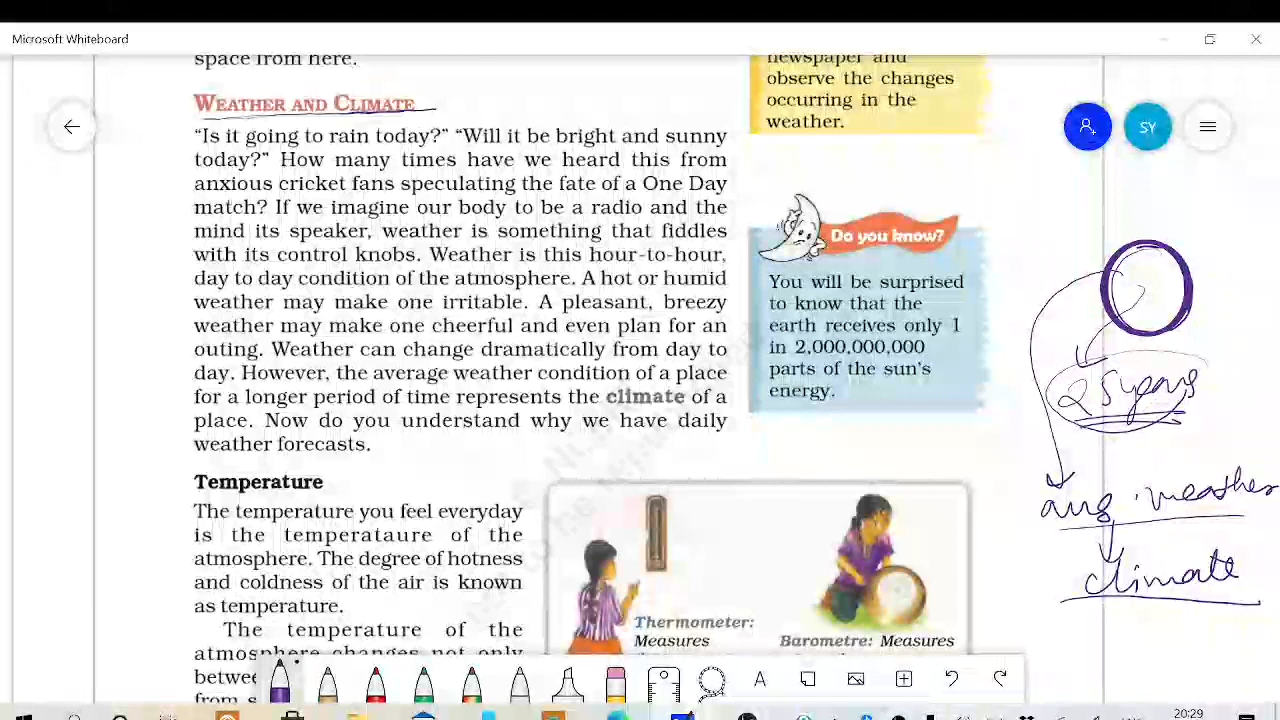 Microsoft Whiteboard
space from here.
WEATHER AND CLIMATE
“Is it going to rain today?” “Will it be bright and sunny
today?” How many times have we heard this from
anxious cricket fans speculating the fate of a One Day
match? If we imagine our body to be a radio and the
mind its speaker, weather is something that fiddles
with its control knobs. Weather is this hour-to-hour,
day to day condition of the atmosphere. A hot or humid
weather may make one irritable. A pleasant, breezy
weather may make one cheerful and even plan for an
outing. Weather can change dramatically from day to
day. However, the average weather condition of a place
for a longer period of time represents the climate of a
place. Now do you understand why we have daily
weather forecasts.
Temperature
The temperature you feel everyday
is the temperataure of the
atmosphere. The degree of hotness
and coldness of the air is known
as temperature.
The temperature of the
atmosphere changes not only
newspaper and
observe the changes
occurring in the
weather.
Do you know?
You will be surprised
to know that the
earth receives only 1
in 2,000,000,000
parts of the sun's
energy.
Thermometer:
Measures
Barometre: Measures
SY
avg. weather
climate
A
20:29